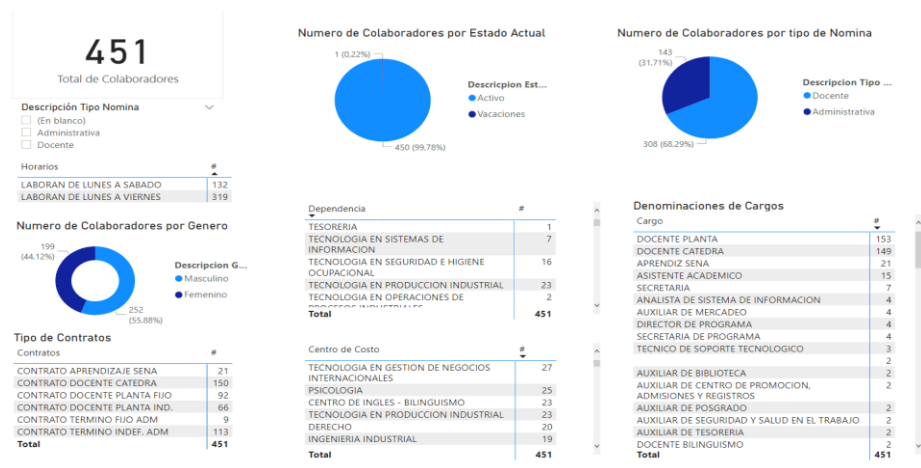 451
Total de Colaboradores
Descripción Tipo Nomina
(En blanco)
Administrativa
Docente
Horarios #
LABORAN DE LUNES A SABADO 132
LABORAN DE LUNES A VIERNES 319
Numero de Colaboradores por Genero
199
(44,12%)
252
(55,88%)
Descripcion G...
Masculino
Femenino
Tipo de Contratos
Contratos #
CONTRATO APRENDIZAJE SENA 21
CONTRATO DOCENTE CATEDRA 150
CONTRATO DOCENTE PLANTA FIJO 92
CONTRATO DOCENTE PLANTA IND. 66
CONTRATO TERMINO FIJO ADM 9
CONTRATO TERMINO INDEF. ADM 113
Total 451
Numero de Colaboradores por Estado Actual
1 (0,22%)
450 (99,78%)
Descricpion Est...
Activo
Vacaciones
Dependencia #
TESORERIA 1
TECNOLOGIA EN SISTEMAS DE 7
INFORMACION
TECNOLOGIA EN SEGURIDAD E HIGIENE 16
OCUPACIONAL
TECNOLOGIA EN PRODUCCION INDUSTRIAL 23
TECNOLOGIA EN OPERACIONES DE 2
PROCESOS INDUSTRIALES
Total 451
Centro de Costo #
TECNOLOGIA EN GESTION DE NEGOCIOS 27
INTERNACIONALES
PSICOLOGIA 25
CENTRO DE INGLES - BILINGUISMO 23
TECNOLOGIA EN PRODUCCION INDUSTRIAL 23
DERECHO 20
INGENIERIA INDUSTRIAL 19
Total 451
Numero de Colaboradores por tipo de Nomina
143
(31,71%)
308 (68,29%)
Descripcion Tipo ...
Docente
Administrativa
Denominaciones de Cargos
Cargo #
DOCENTE PLANTA 153
DOCENTE CATEDRA 149
APRENDIZ SENA 21
ASISTENTE ACADEMICO 15
SECRETARIA 7
ANALISTA DE SISTEMA DE INFORMACION 4
AUXILIAR DE MERCADEO 4
DIRECTOR DE PROGRAMA 4
SECRETARIA DE PROGRAMA 4
TECNICO DE SOPORTE TECNOLOGICO 3
2
AUXILIAR DE BIBLIOTECA 2
AUXILIAR DE CENTRO DE PROMOCION, 2
ADMISIONES Y REGISTROS
AUXILIAR DE POSGRADO 2
AUXILIAR DE SEGURIDAD Y SALUD EN EL TRABAJO 2
AUXILIAR DE TESORERIA 2
DOCENTE BILINGUISMO 2
Total 451